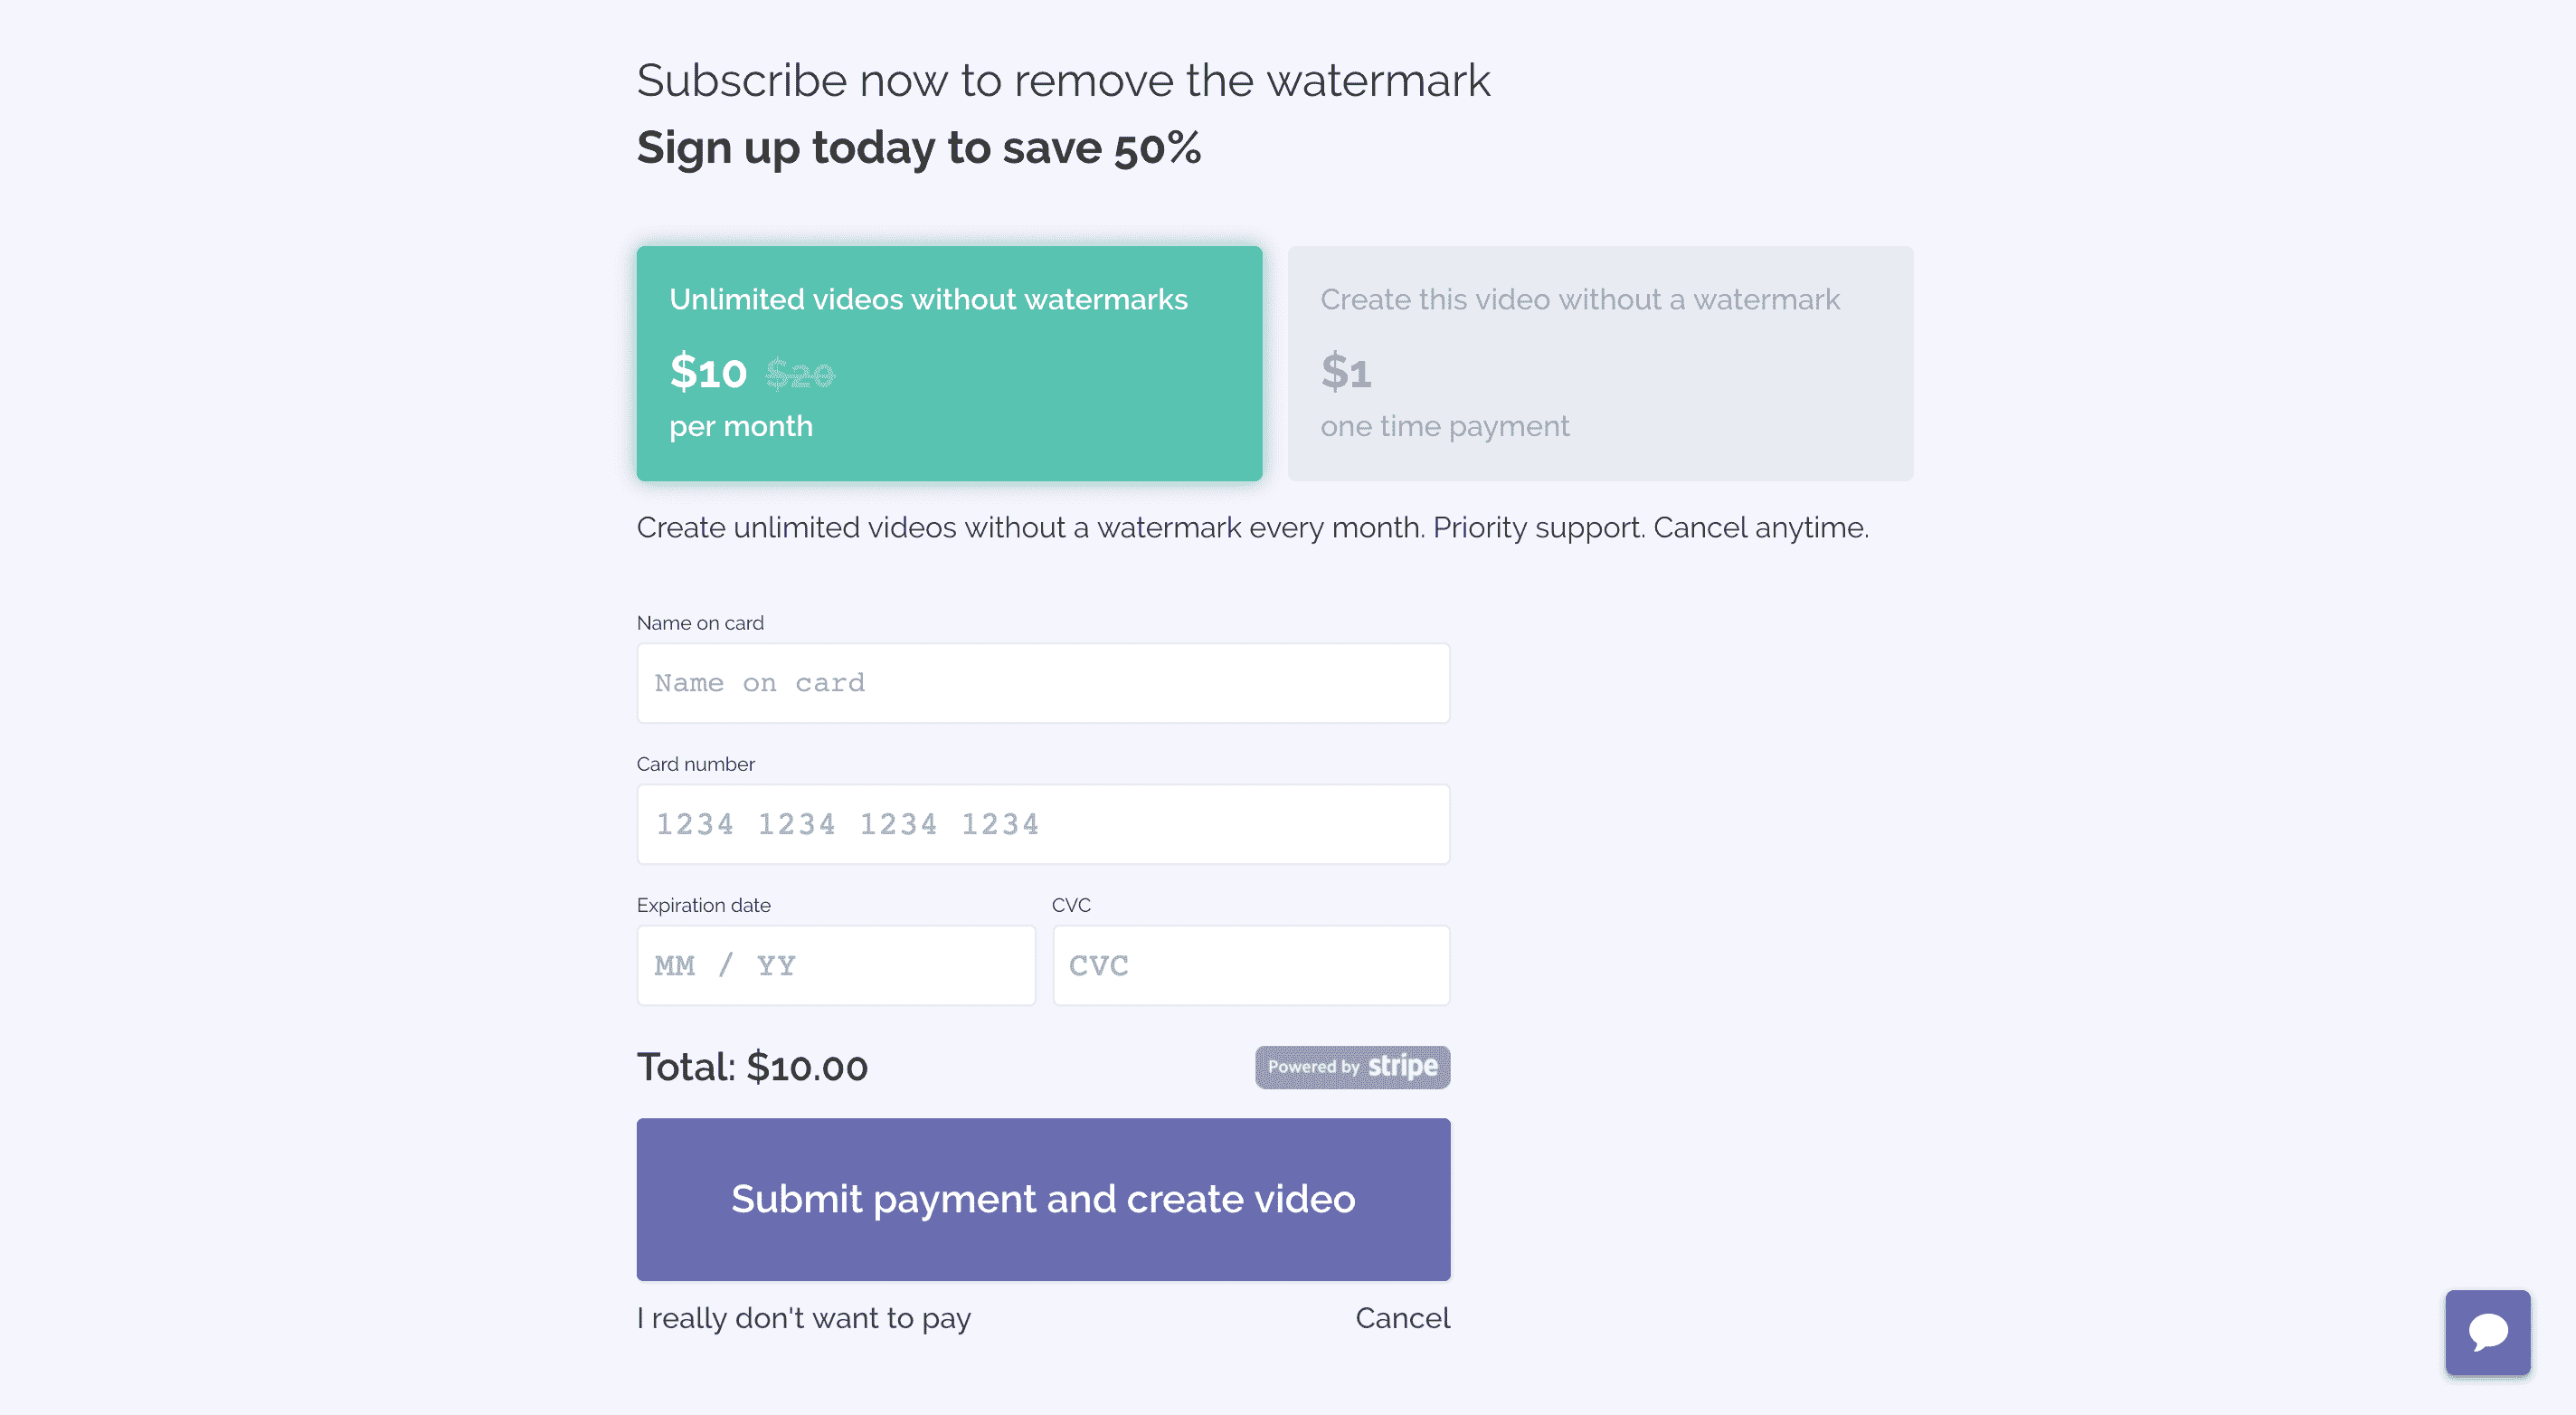 Subscribe now to remove the watermark
Sign up today to save 50%
Unlimited videos without watermarks
$10 $20
per month
Create this video without a watermark
$1
one time payment
Create unlimited videos without a watermark every month. Priority support. Cancel anytime.
Name on card
Name on card
Card number
1234 1234 1234 1234
Expiration date
MM / YY
CVC
CVC
Total: $10.00
Powered by stripe
Submit payment and create video
I really don't want to pay
Cancel